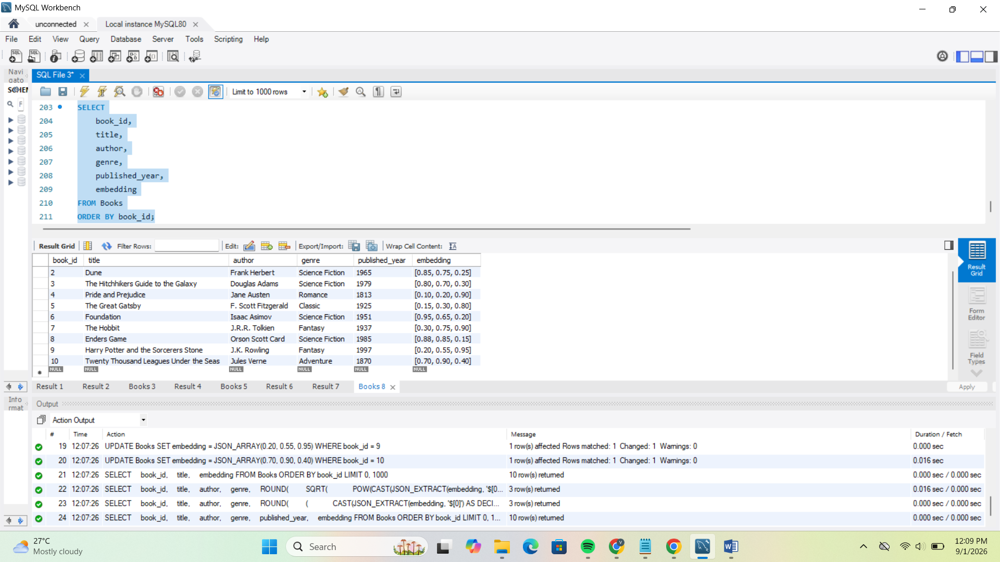 MySQL Workbench
unconnected
Local instance MySQL80
File Edit View Query Database Server Tools Scripting Help
Navi
gato
SQL File 3*
SCHEM
Limit to 1000 rows
F
203 SELECT
204 book_id,
205 title,
206 author,
207 genre,
208 published_year,
209 embedding
210 FROM Books
211 ORDER BY book_id;
Result Grid Filter Rows: Edit: Export/Import: Wrap Cell Content:
book_id title author genre published_year embedding
2 Dune Frank Herbert Science Fiction 1965 [0.85, 0.75, 0.25]
3 The Hitchhikers Guide to the Galaxy Douglas Adams Science Fiction 1979 [0.80, 0.70, 0.30]
4 Pride and Prejudice Jane Austen Romance 1813 [0.10, 0.20, 0.90]
5 The Great Gatsby F. Scott Fitzgerald Classic 1925 [0.15, 0.30, 0.80]
6 Foundation Isaac Asimov Science Fiction 1951 [0.95, 0.65, 0.20]
7 The Hobbit J.R.R. Tolkien Fantasy 1937 [0.30, 0.75, 0.90]
8 Enders Game Orson Scott Card Science Fiction 1985 [0.88, 0.85, 0.15]
9 Harry Potter and the Sorcerers Stone J.K. Rowling Fantasy 1997 [0.20, 0.55, 0.95]
10 Twenty Thousand Leagues Under the Seas Jules Verne Adventure 1870 [0.70, 0.90, 0.40]
NULL NULL NULL NULL NULL NULL
Result
Grid
Form
Editor
Field
Types
Result 1 Result 2 Books 3 Result 4 Books 5 Result 6 Result 7 Books 8
Apply
Info
rmat
Output
Action Output
# Time Action Message Duration / Fetch
19 12:07:26 UPDATE Books SET embedding = JSON_ARRAY(0.20, 0.55, 0.95) WHERE book_id = 9 1 row(s) affected Rows matched: 1 Changed: 1 Warnings: 0 0.000 sec
20 12:07:26 UPDATE Books SET embedding = JSON_ARRAY(0.70, 0.90, 0.40) WHERE book_id = 10 1 row(s) affected Rows matched: 1 Changed: 1 Warnings: 0 0.016 sec
21 12:07:26 SELECT book_id, title, embedding FROM Books ORDER BY book_id LIMIT 0, 1000 10 row(s) returned 0.000 sec / 0.000 sec
22 12:07:26 SELECT book_id, title, author, genre, ROUND( SQRT( POW(CAST(JSON_EXTRACT(embedding, '$[0... 3 row(s) returned 0.016 sec / 0.000 sec
23 12:07:26 SELECT book_id, title, author, genre, ROUND( ( CAST(JSON_EXTRACT(embedding, '$[0]') AS DECI... 3 row(s) returned 0.000 sec / 0.000 sec
24 12:07:26 SELECT book_id, title, author, genre, published_year, embedding FROM Books ORDER BY book_id LIMIT 0, 1... 10 row(s) returned 0.000 sec / 0.000 sec
27°C
Mostly cloudy
Search
12:09 PM
9/1/2026